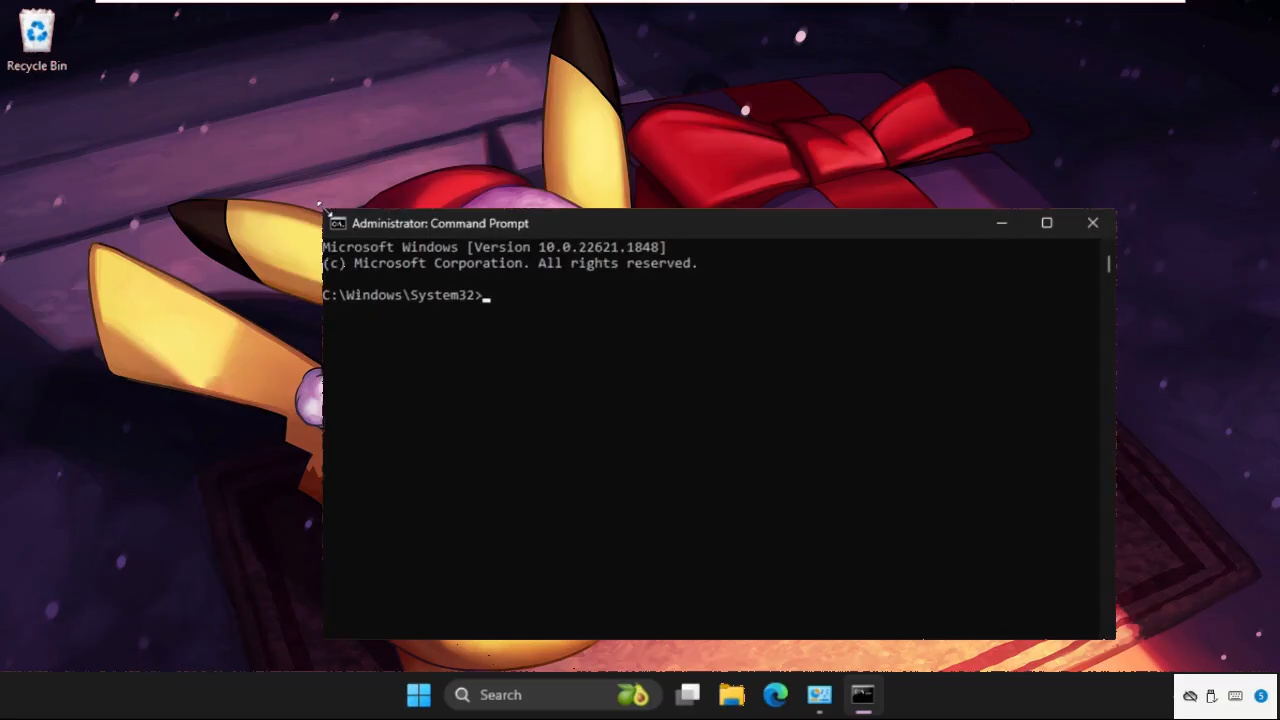 Recycle Bin
Administrator: Command Prompt
Microsoft Windows [Version 10.0.22621.1848]
(c) Microsoft Corporation. All rights reserved.
C:\Windows\System32>
Search
5